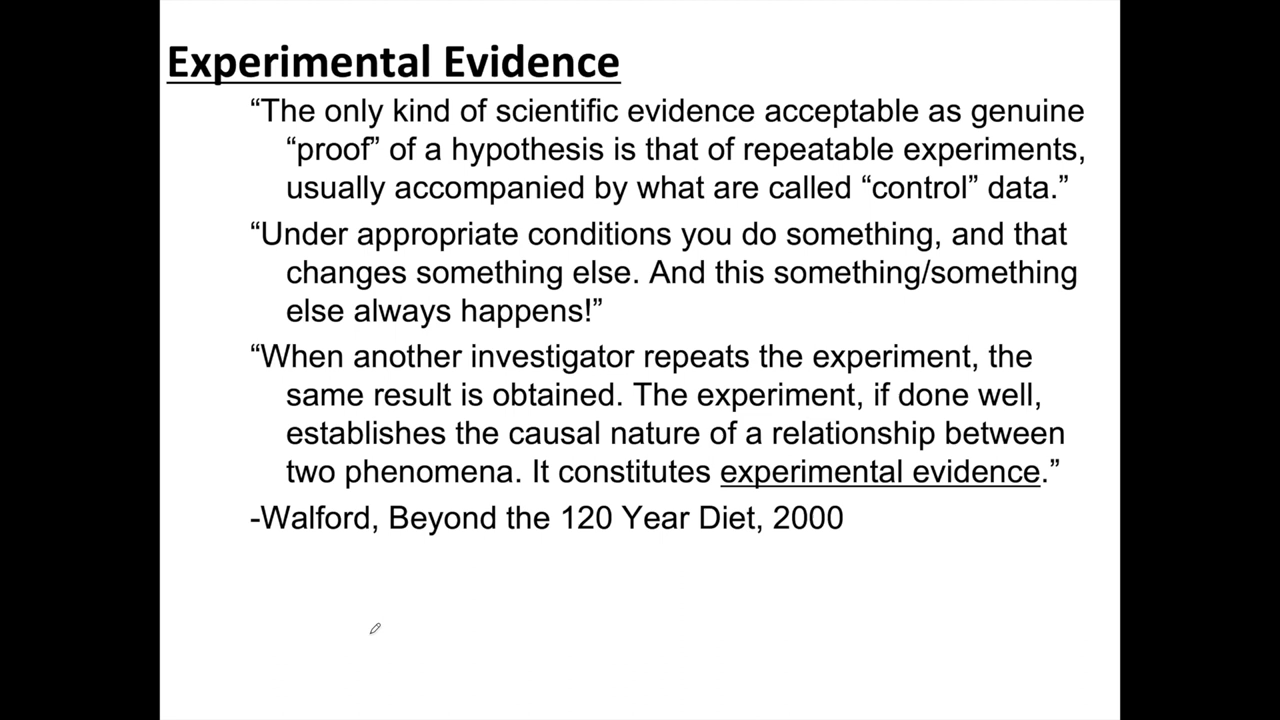 Experimental Evidence
“The only kind of scientific evidence acceptable as genuine
“proof” of a hypothesis is that of repeatable experiments,
usually accompanied by what are called “control” data.”
“Under appropriate conditions you do something, and that
changes something else. And this something/something
else always happens!”
“When another investigator repeats the experiment, the
same result is obtained. The experiment, if done well,
establishes the causal nature of a relationship between
two phenomena. It constitutes experimental evidence.”
-Walford, Beyond the 120 Year Diet, 2000